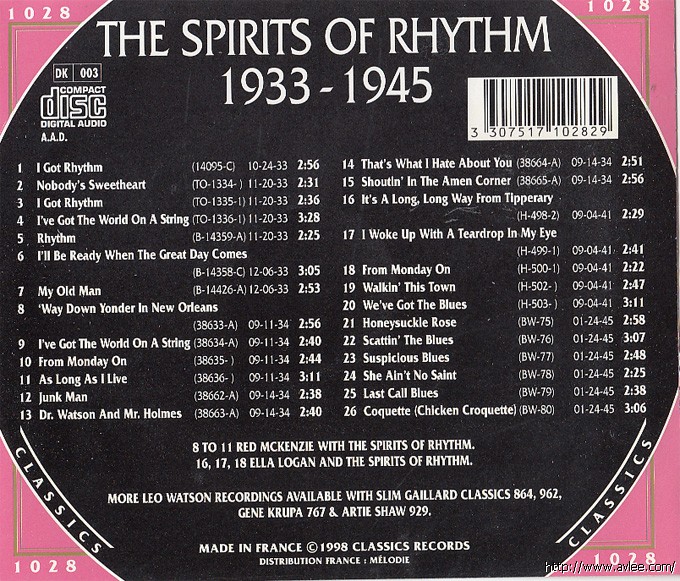 1028
1028
THE SPIRITS OF RHYTHM
1933 - 1945
DK 003
COMPACT
disc
DIGITAL AUDIO
A.A.D.
3 307517 102829
1 I Got Rhythm (14095-C) 10-24-33 2:56
2 Nobody's Sweetheart (TO-1334- ) 11-20-33 2:31
3 I Got Rhythm (TO-1335-1) 11-20-33 2:36
4 I've Got The World On A String (TO-1336-1) 11-20-33 3:28
5 Rhythm (B-14359-A) 11-20-33 2:25
6 I'll Be Ready When The Great Day Comes
(B-14358-C) 12-06-33 3:05
7 My Old Man (B-14426-A) 12-06-33 2:53
8 'Way Down Yonder In New Orleans
(38633-A) 09-11-34 2:56
9 I've Got The World On A String (38634-A) 09-11-34 2:40
10 From Monday On (38635- ) 09-11-34 2:44
11 As Long As I Live (38636- ) 09-11-34 3:11
12 Junk Man (38662-A) 09-14-34 2:38
13 Dr. Watson And Mr. Holmes (38663-A) 09-14-34 2:40
14 That's What I Hate About You (38664-A) 09-14-34 2:51
15 Shoutin' In The Amen Corner (38665-A) 09-14-34 2:56
16 It's A Long, Long Way From Tipperary
(H-498-2) 09-04-41 2:29
17 I Woke Up With A Teardrop In My Eye
(H-499-1) 09-04-41 2:41
18 From Monday On (H-500-1) 09-04-41 2:22
19 Walkin' This Town (H-502- ) 09-04-41 2:47
20 We've Got The Blues (H-503- ) 09-04-41 3:11
21 Honeysuckle Rose (BW-75) 01-24-45 2:58
22 Scattin' The Blues (BW-76) 01-24-45 3:07
23 Suspicious Blues (BW-77) 01-24-45 2:48
24 She Ain't No Saint (BW-78) 01-24-45 2:25
25 Last Call Blues (BW-79) 01-24-45 2:38
26 Coquette (Chicken Croquette) (BW-80) 01-24-45 3:06
8 TO 11 RED MCKENZIE WITH THE SPIRITS OF RHYTHM.
16, 17, 18 ELLA LOGAN AND THE SPIRITS OF RHYTHM.
MORE LEO WATSON RECORDINGS AVAILABLE WITH SLIM GAILLARD CLASSICS 864, 962,
GENE KRUPA 767 & ARTIE SHAW 929.
CLASSICS
CLASSICS
MADE IN FRANCE ©1998 CLASSICS RECORDS
DISTRIBUTION FRANCE : MÉLODIE
1028
1028
http://www.avlee.com/